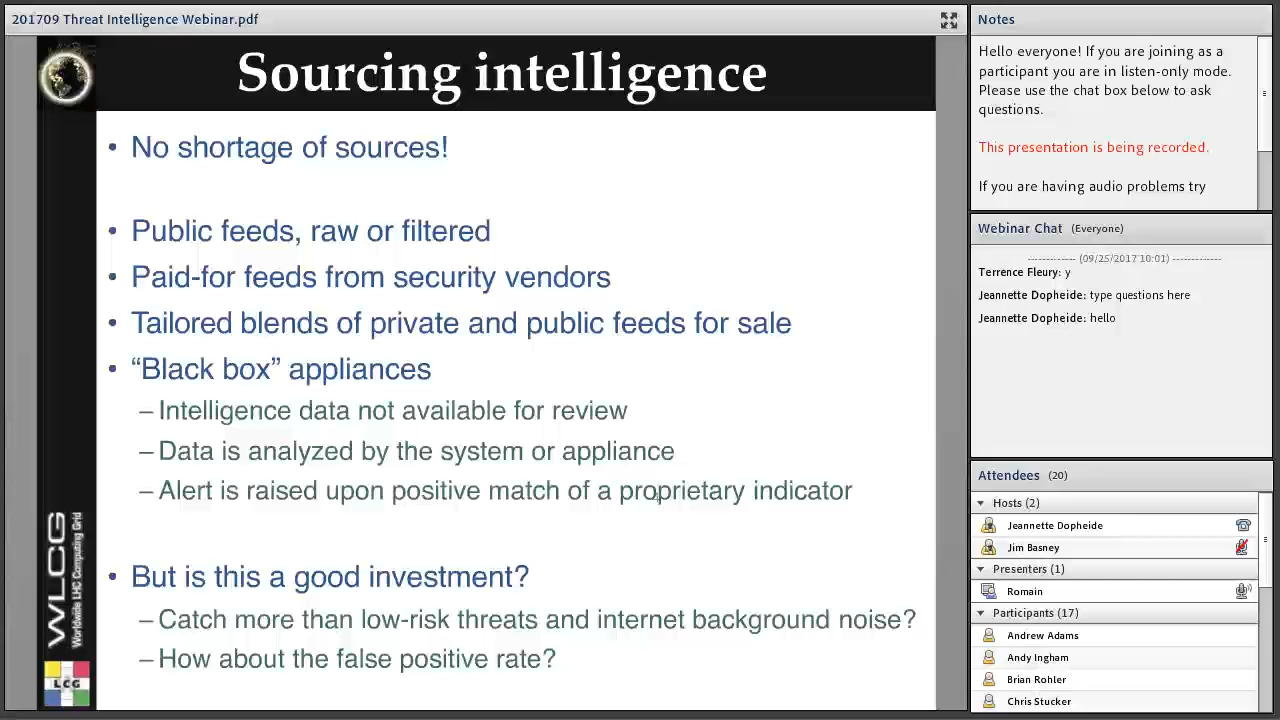 201709 Threat Intelligence Webinar.pdf
Sourcing intelligence
• No shortage of sources!
• Public feeds, raw or filtered
• Paid-for feeds from security vendors
• Tailored blends of private and public feeds for sale
• “Black box” appliances
– Intelligence data not available for review
– Data is analyzed by the system or appliance
– Alert is raised upon positive match of a proprietary indicator
• But is this a good investment?
– Catch more than low-risk threats and internet background noise?
– How about the false positive rate?
WLCG
Worldwide LHC Computing Grid
LCG
Notes
Hello everyone! If you are joining as a
participant you are in listen-only mode.
Please use the chat box below to ask
questions.
This presentation is being recorded.
If you are having audio problems try
Webinar Chat (Everyone)
------------ (09/25/2017 10:01) ------------
Terrence Fleury: y
Jeannette Dopheide: type questions here
Jeannette Dopheide: hello
Attendees (20)
Hosts (2)
Jeannette Dopheide
Jim Basney
Presenters (1)
Romain
Participants (17)
Andrew Adams
Andy Ingham
Brian Rohler
Chris Stucker